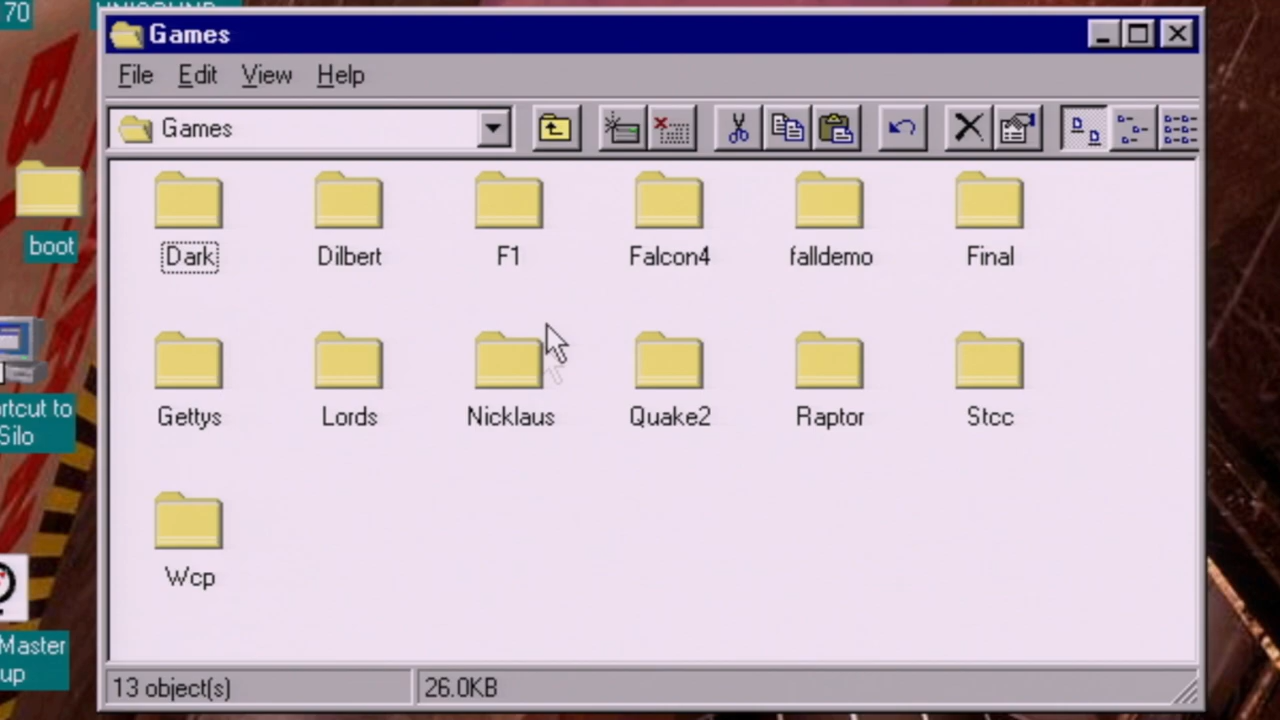 70
Games
File Edit View Help
Games
boot
Dark Dilbert F1 Falcon4 falldemo Final
Gettys Lords Nicklaus Quake2 Raptor Stcc
rtcut to
Silo
Wcp
Master
up
13 object(s) 26.0KB